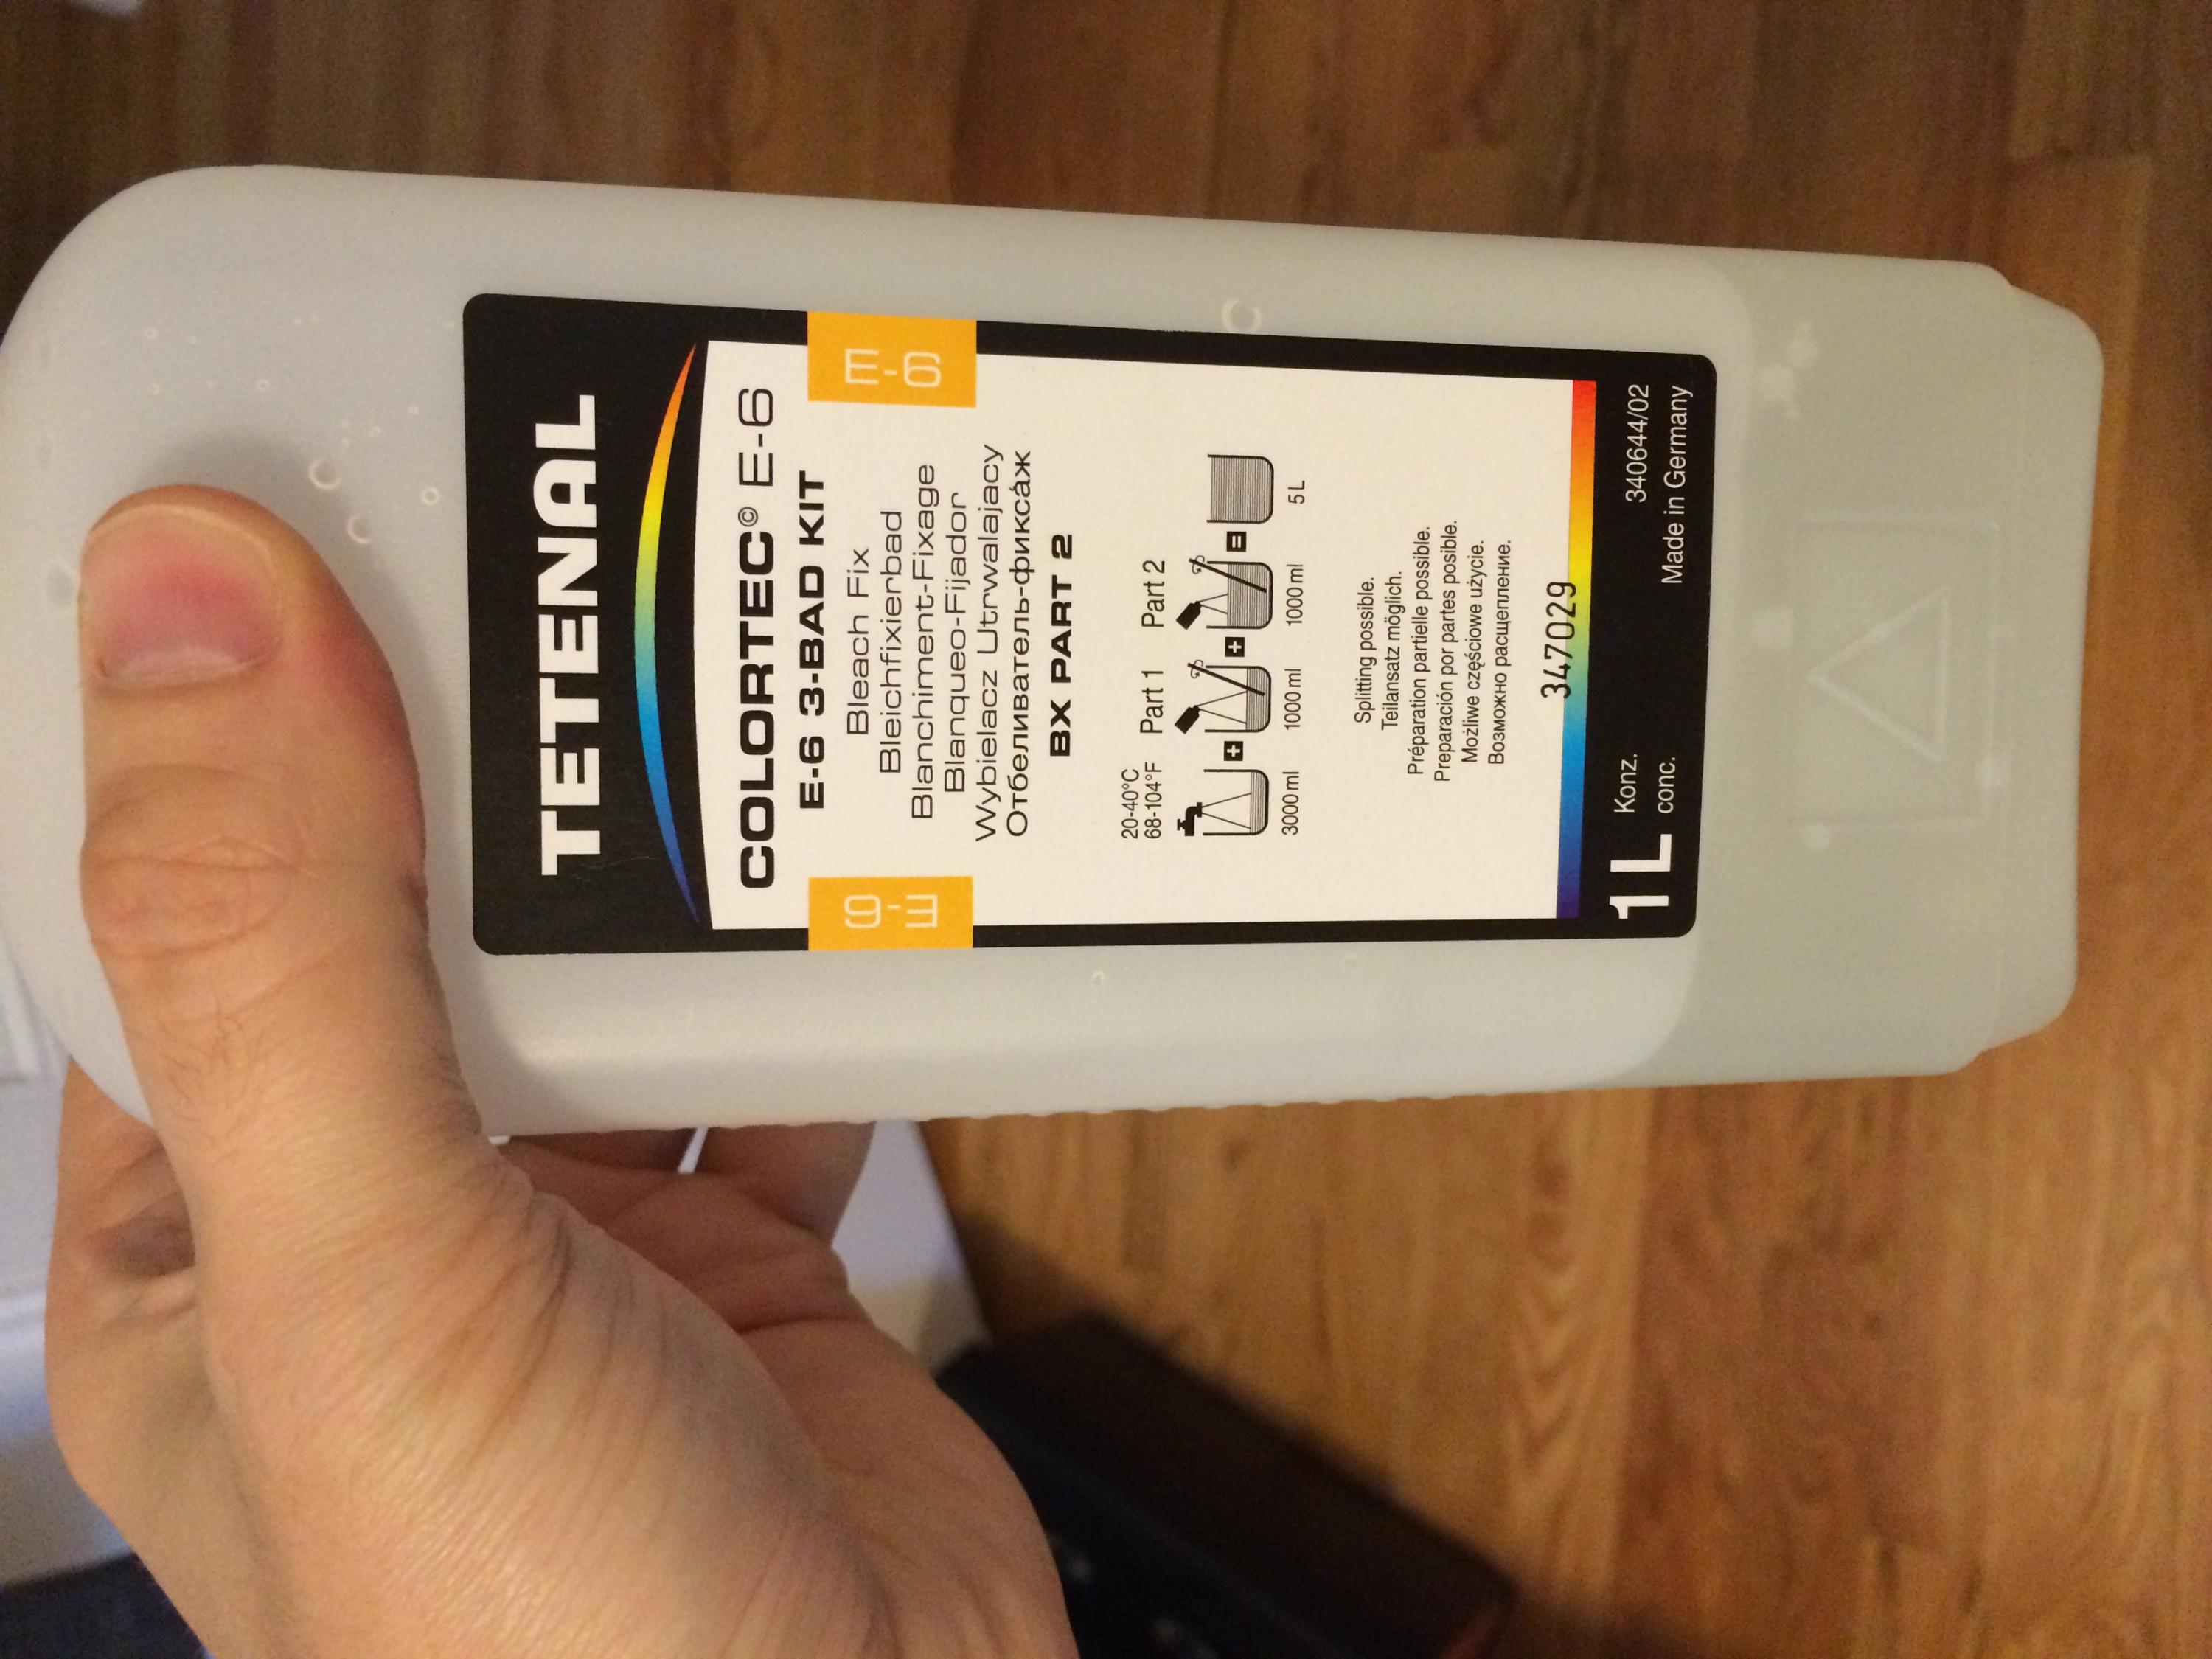 TETENAL
COLORTEC© E-6
E-6 3-BAD KIT
E-6
E-6
Bleach Fix
Bleichfixierbad
Blanchiment-Fixage
Blanqueo-Fijador
Wybielacz Utrwalajacy
Отбеливатель-фиксáж
BX PART 2
20-40°C
68-104°F
Part 1
Part 2
3000 ml
1000 ml
1000 ml
5 L
Splitting possible.
Teilansatz möglich.
Préparation partielle possible.
Preparación por partes posible.
Możliwe częściowe użycie.
Возможно расщепление.
347029
1 L Konz.
conc.
340644/02
Made in Germany